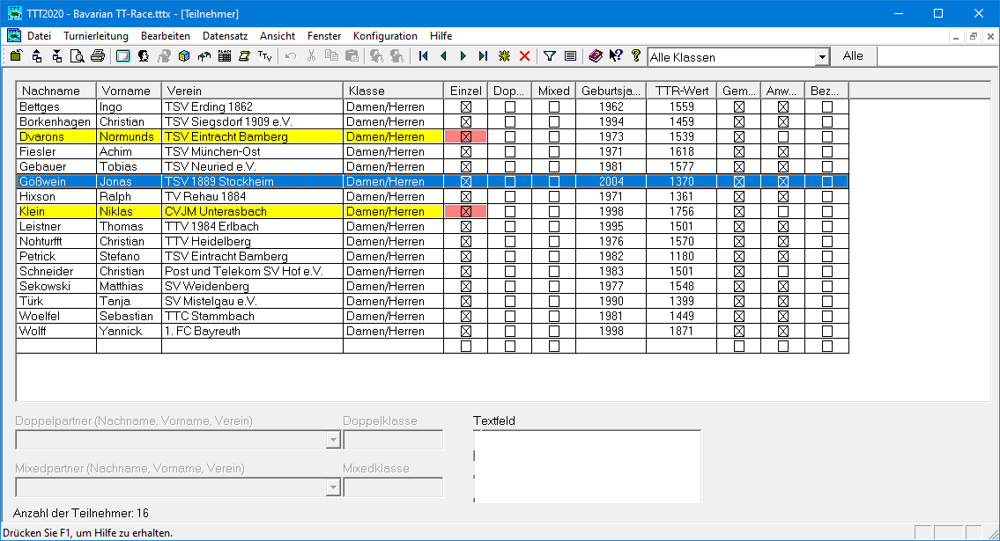 TTT2020 - Bavarian TT-Race.tttx - [Teilnehmer]
Datei Turnierleitung Bearbeiten Datensatz Ansicht Fenster Konfiguration Hilfe
Alle Klassen Alle
Nachname Vorname Verein Klasse Einzel Dop... Mixed Geburtsja... TTR-Wert Gem... Anw... Bez...
Bettges Ingo TSV Erding 1862 Damen/Herren 1962 1559
Borkenhagen Christian TSV Siegsdorf 1909 e.V. Damen/Herren 1994 1459
Dvarons Normunds TSV Eintracht Bamberg Damen/Herren 1973 1539
Fiesler Achim TSV München-Ost Damen/Herren 1971 1618
Gebauer Tobias TSV Neuried e.V. Damen/Herren 1981 1577
Gößwein Jonas TSV 1889 Stockheim Damen/Herren 2004 1370
Hixson Ralph TV Rehau 1884 Damen/Herren 1971 1361
Klein Niklas CVJM Unterasbach Damen/Herren 1998 1756
Leistner Thomas TTV 1984 Erlbach Damen/Herren 1995 1501
Nohturfft Christian TTV Heidelberg Damen/Herren 1976 1570
Petrick Stefano TSV Eintracht Bamberg Damen/Herren 1982 1180
Schneider Christian Post und Telekom SV Hof e.V. Damen/Herren 1983 1501
Sekowski Matthias SV Weidenberg Damen/Herren 1977 1548
Türk Tanja SV Mistelgau e.V. Damen/Herren 1990 1399
Woelfel Sebastian TTC Stammbach Damen/Herren 1981 1449
Wolff Yannick 1. FC Bayreuth Damen/Herren 1998 1871
Doppelpartner (Nachname, Vorname, Verein) Doppelklasse Textfeld
Mixedpartner (Nachname, Vorname, Verein) Mixedklasse
Anzahl der Teilnehmer: 16
Drücken Sie F1, um Hilfe zu erhalten.